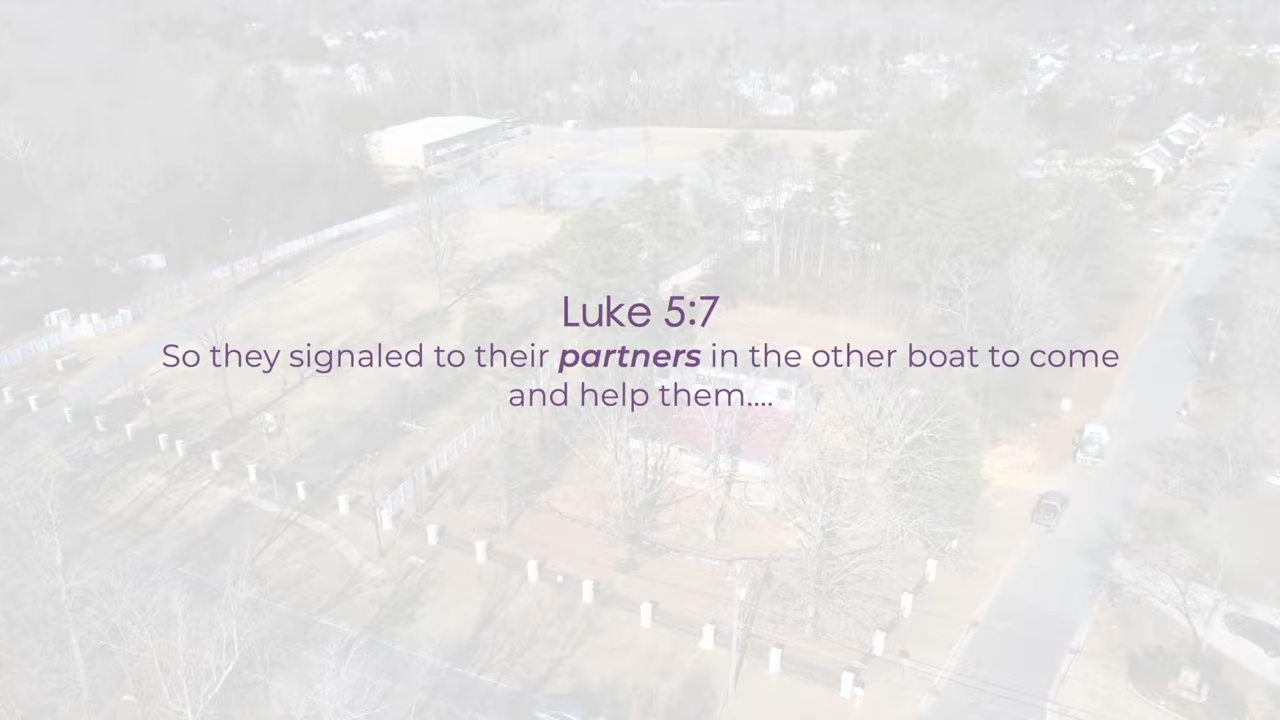 Luke 5:7
So they signaled to their partners in the other boat to come
and help them....